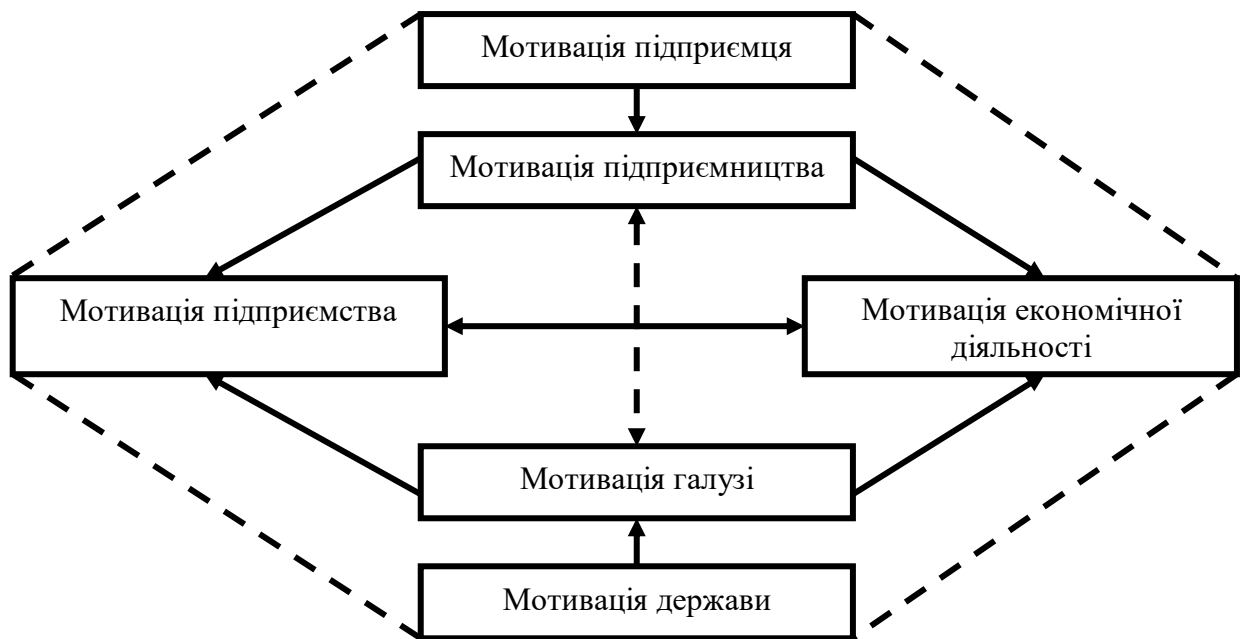 Мотивація підприємця
Мотивація підприємництва
Мотивація підприємства
Мотивація економічної
діяльності
Мотивація галузі
Мотивація держави